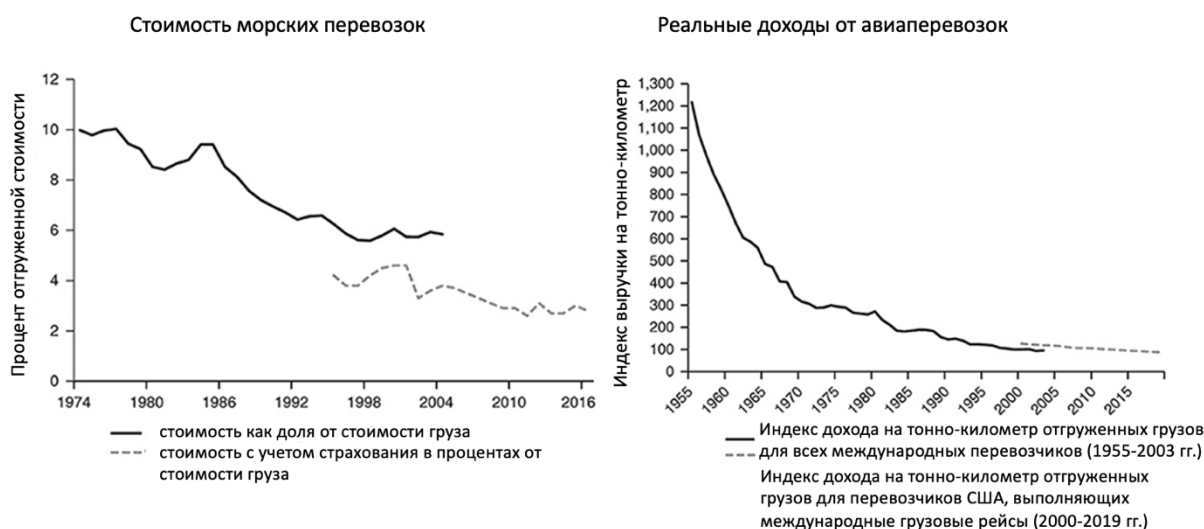 Стоимость морских перевозок
Процент отгруженной стоимости
12
10
8
6
4
2
0
1974 1980 1986 1992 1998 2004 2010 2016
стоимость как доля от стоимости груза
стоимость с учетом страхования в процентах от
стоимости груза
Реальные доходы от авиаперевозок
Индекс выручки на тонно-километр
1,300
1,200
1,100
1,000
900
800
700
600
500
400
300
200
100
0
1955 1960 1965 1970 1975 1980 1985 1990 1995 2000 2005 2010 2015
Индекс дохода на тонно-километр отгруженных грузов
для всех международных перевозчиков (1955-2003 гг.)
Индекс дохода на тонно-километр отгруженных
грузов для перевозчиков США, выполняющих
международные грузовые рейсы (2000-2019 гг.)